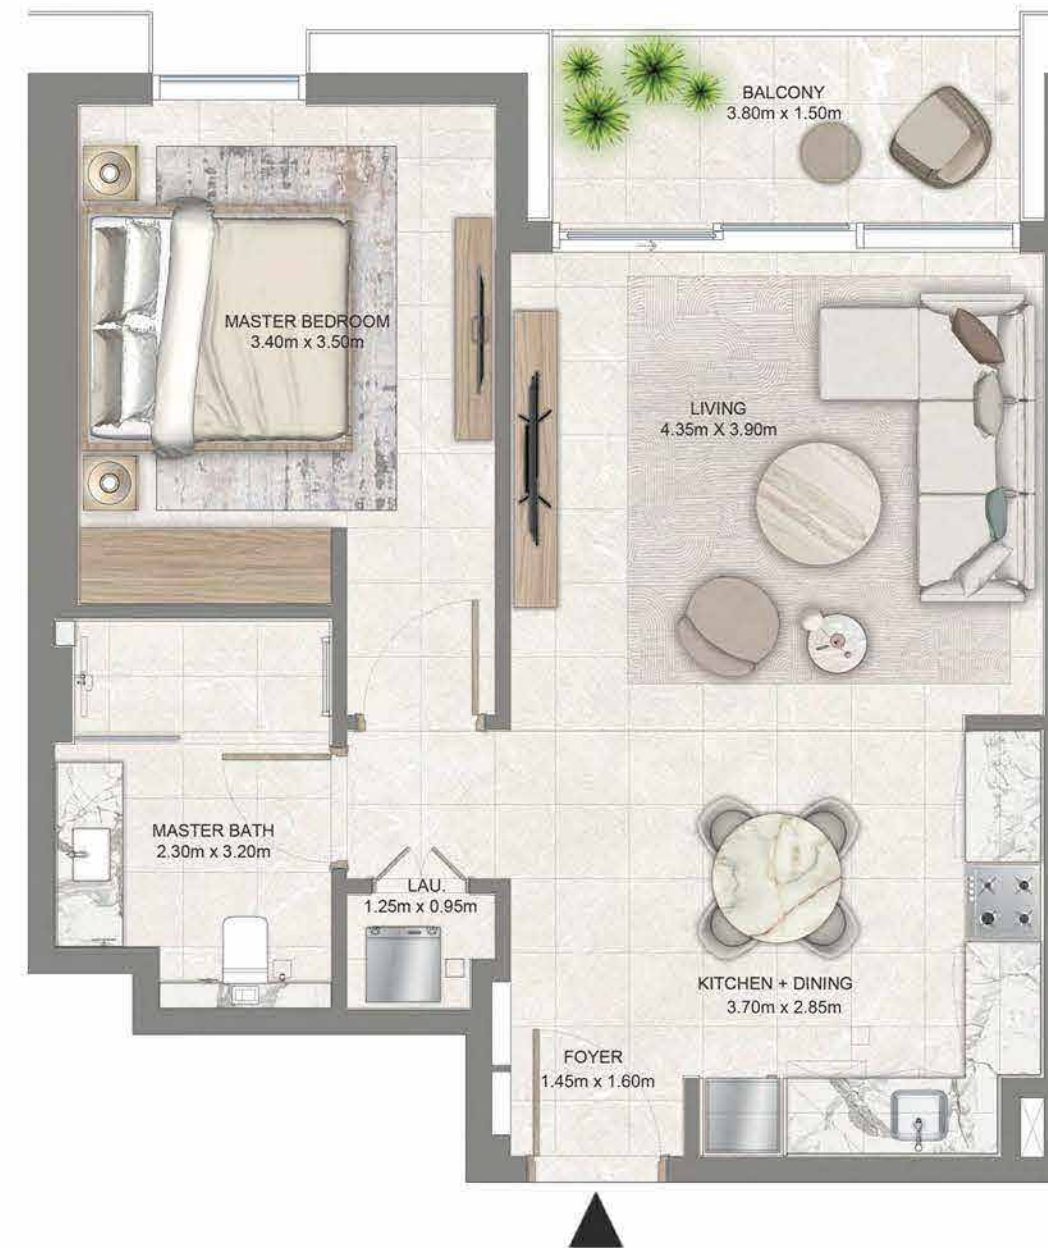 BALCONY
3.80m x 1.50m
MASTER BEDROOM
3.40m x 3.50m
LIVING
4.35m X 3.90m
MASTER BATH
2.30m x 3.20m
LAU.
1.25m x 0.95m
KITCHEN + DINING
3.70m x 2.85m
FOYER
1.45m x 1.60m